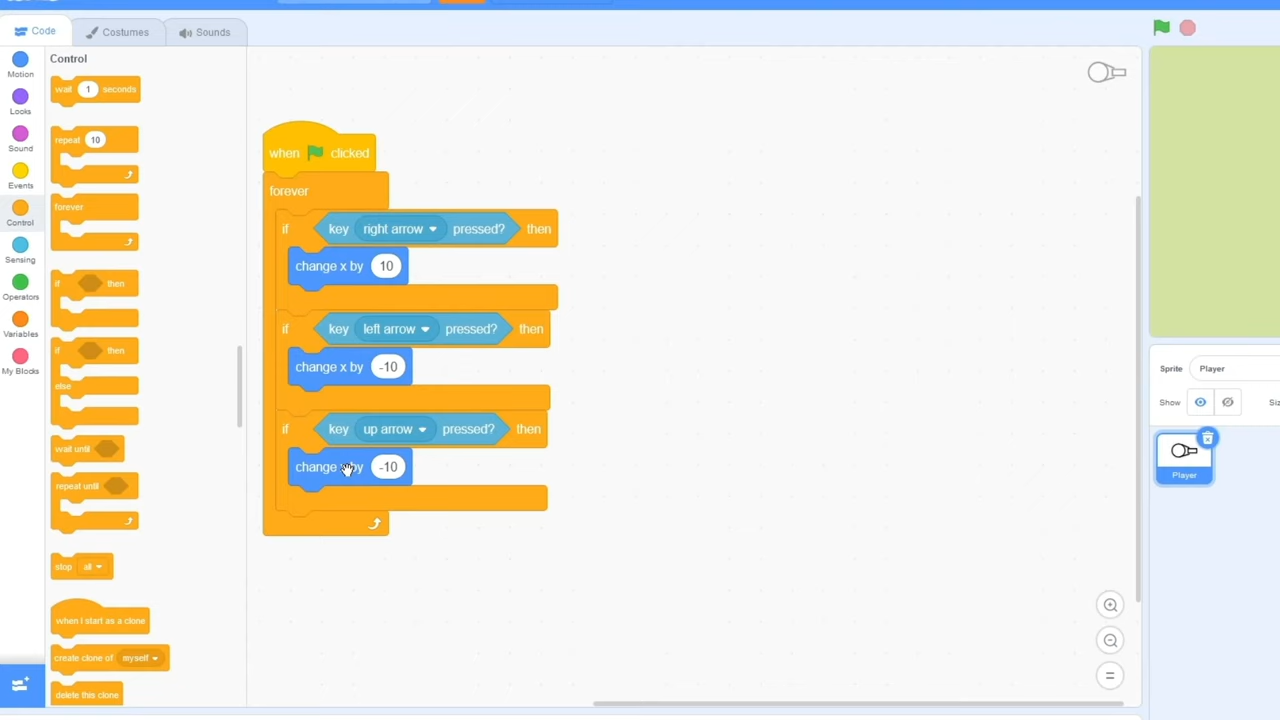 Code
Costumes
Sounds
Motion
Looks
Sound
Events
Control
Sensing
Operators
Variables
My Blocks
Control
wait 1 seconds
repeat 10
forever
if then
if then
else
wait until
repeat until
stop all
when I start as a clone
create clone of myself
delete this clone
when clicked
forever
if key right arrow pressed? then
change x by 10
if key left arrow pressed? then
change x by -10
if key up arrow pressed? then
change by -10
Sprite Player
Show
Player